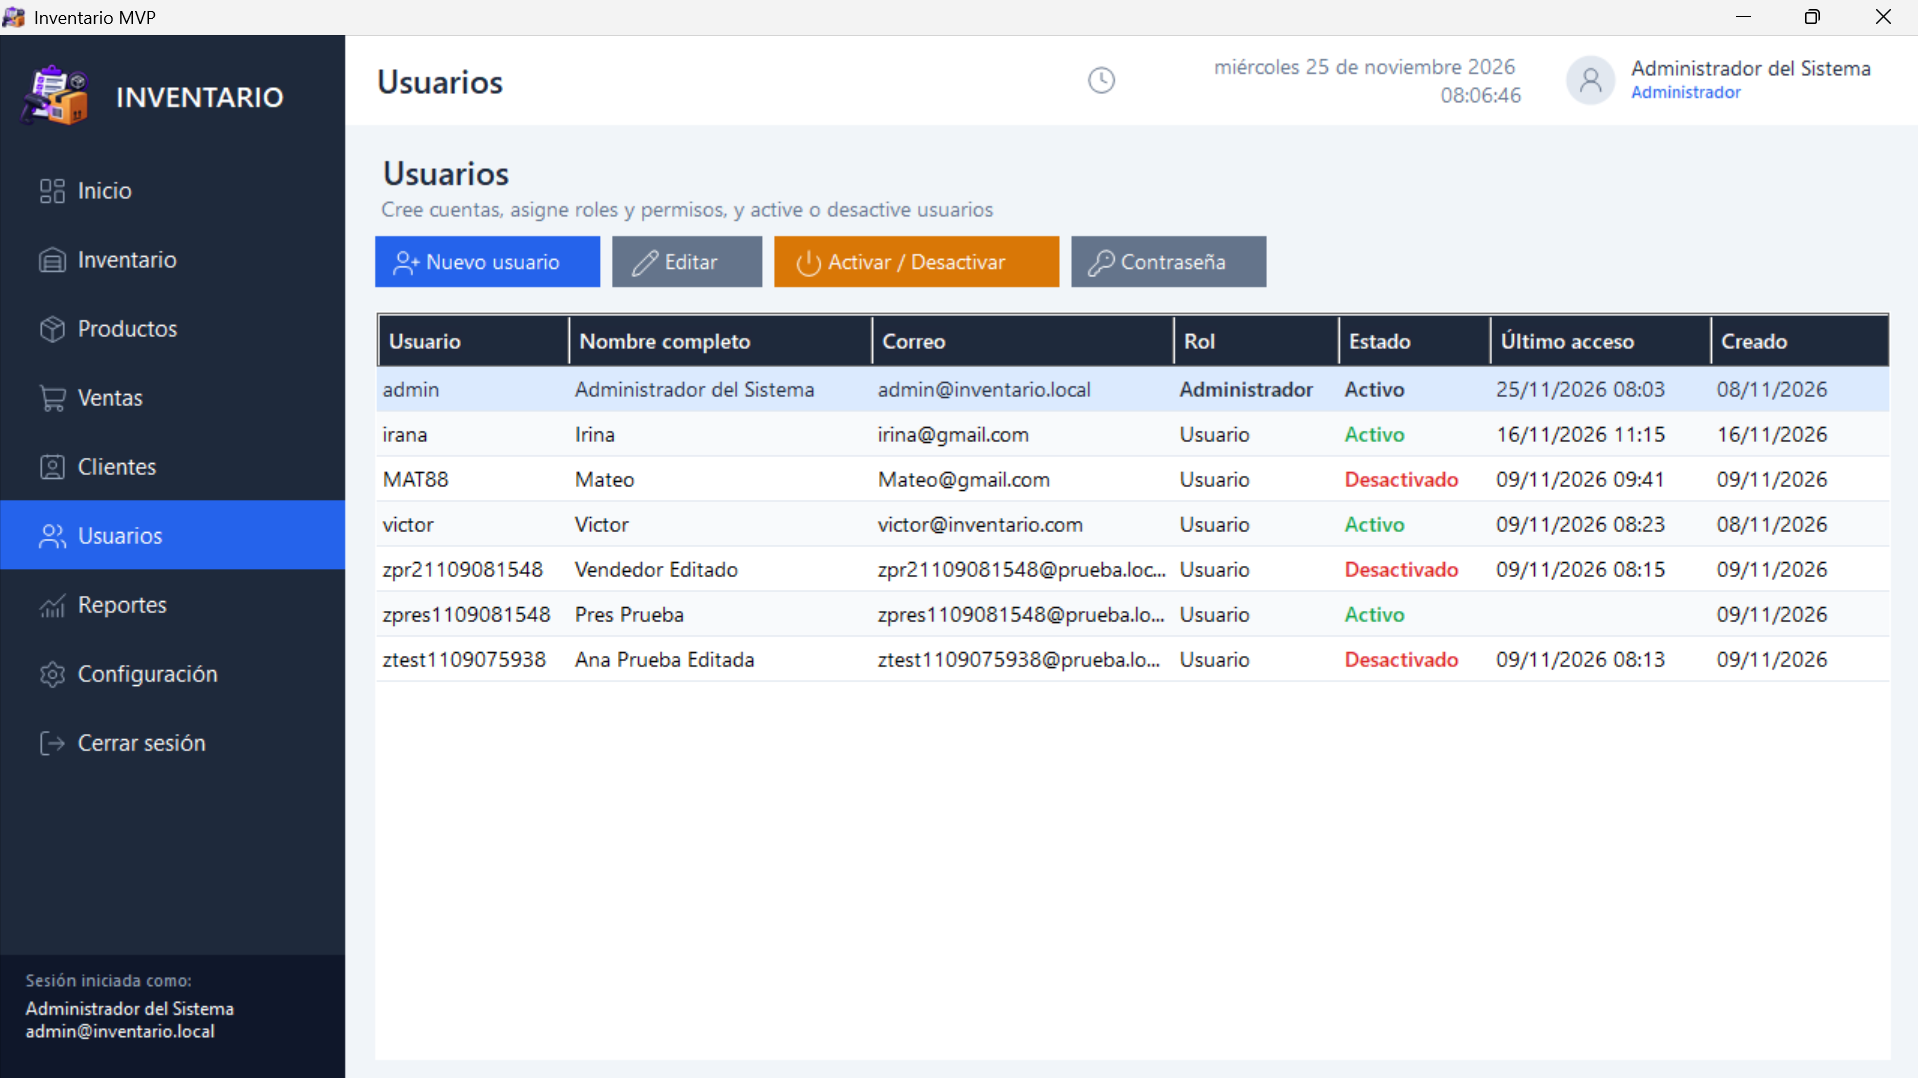 Inventario MVP
INVENTARIO
Inicio
Inventario
Productos
Ventas
Clientes
Usuarios
Reportes
Configuración
Cerrar sesión
Sesión iniciada como:
Administrador del Sistema
admin@inventario.local
Usuarios
miércoles 25 de noviembre 2026
08:06:46
Administrador del Sistema
Administrador
Usuarios
Cree cuentas, asigne roles y permisos, y active o desactive usuarios
Nuevo usuario Editar Activar / Desactivar Contraseña
Usuario Nombre completo Correo Rol Estado Último acceso Creado
admin Administrador del Sistema admin@inventario.local Administrador Activo 25/11/2026 08:03 08/11/2026
irana Irina irina@gmail.com Usuario Activo 16/11/2026 11:15 16/11/2026
MAT88 Mateo Mateo@gmail.com Usuario Desactivado 09/11/2026 09:41 09/11/2026
victor Victor victor@inventario.com Usuario Activo 09/11/2026 08:23 08/11/2026
zpr21109081548 Vendedor Editado zpr21109081548@prueba.loc... Usuario Desactivado 09/11/2026 08:15 09/11/2026
zpres1109081548 Pres Prueba zpres1109081548@prueba.lo... Usuario Activo 09/11/2026
ztest1109075938 Ana Prueba Editada ztest1109075938@prueba.lo... Usuario Desactivado 09/11/2026 08:13 09/11/2026